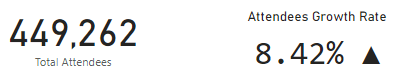 449,262
Total Attendees
Attendees Growth Rate
8.42% ▲